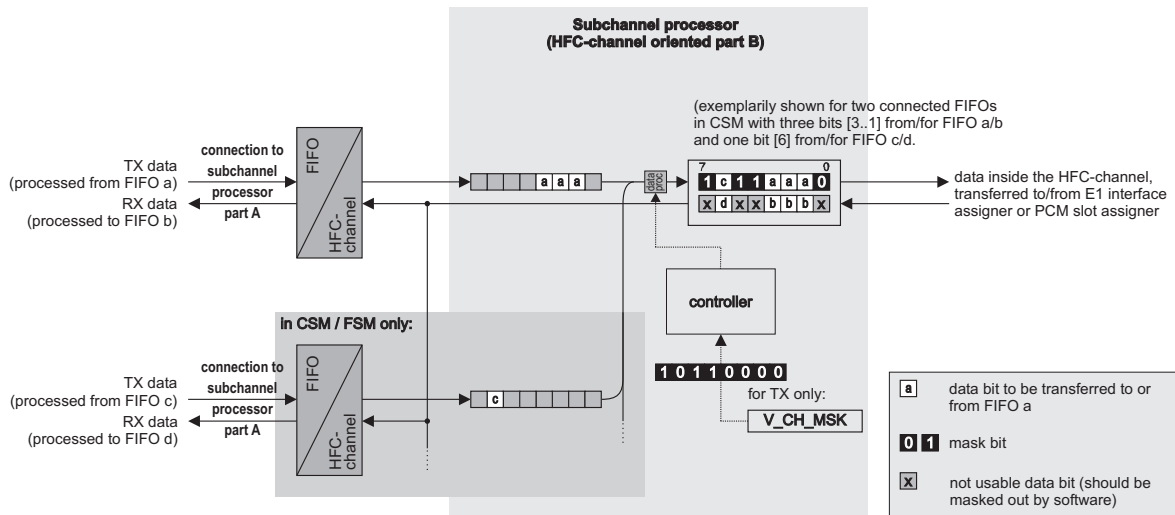 Subchannel processor
(HFC-channel oriented part B)
(exemplarily shown for two connected FIFOs
in CSM with three bits [3..1] from/for FIFO a/b
and one bit [6] from/for FIFO c/d.
TX data
(processed from FIFO a)
RX data
(processed to FIFO b)
connection to
subchannel
processor
part A
FIFO
HFC-
channel
a a a
data
proc
7 0
1 c 1 1 a a a 0
x d x x b b b x
data inside the HFC-channel,
transferred to/from E1 interface
assigner or PCM slot assigner
controller
in CSM / FSM only:
TX data
(processed from FIFO c)
RX data
(processed to FIFO d)
connection to
subchannel
processor
part A
FIFO
HFC-
channel
c
1 0 1 1 0 0 0 0
for TX only:
V_CH_MSK
a data bit to be transferred to or
from FIFO a
0 1 mask bit
x not usable data bit (should be
masked out by software)